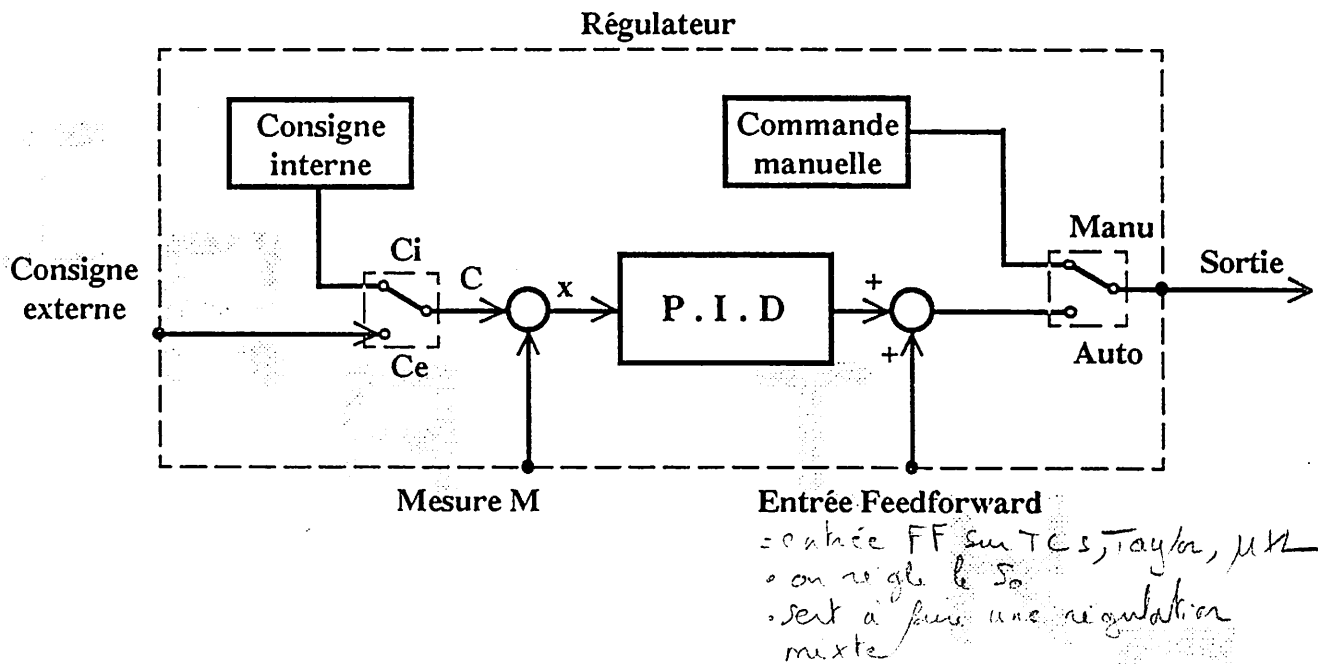 Régulateur
Consigne
interne
Commande
manuelle
Manu
Sortie
Ci
Consigne
externe
C
x
P.I.D
+
+
Ce
Auto
Mesure M
Entrée Feedforward
= entrée FF sur TCS, Taylor,
• on règle le S₀
• sert à faire une régulation
mixte